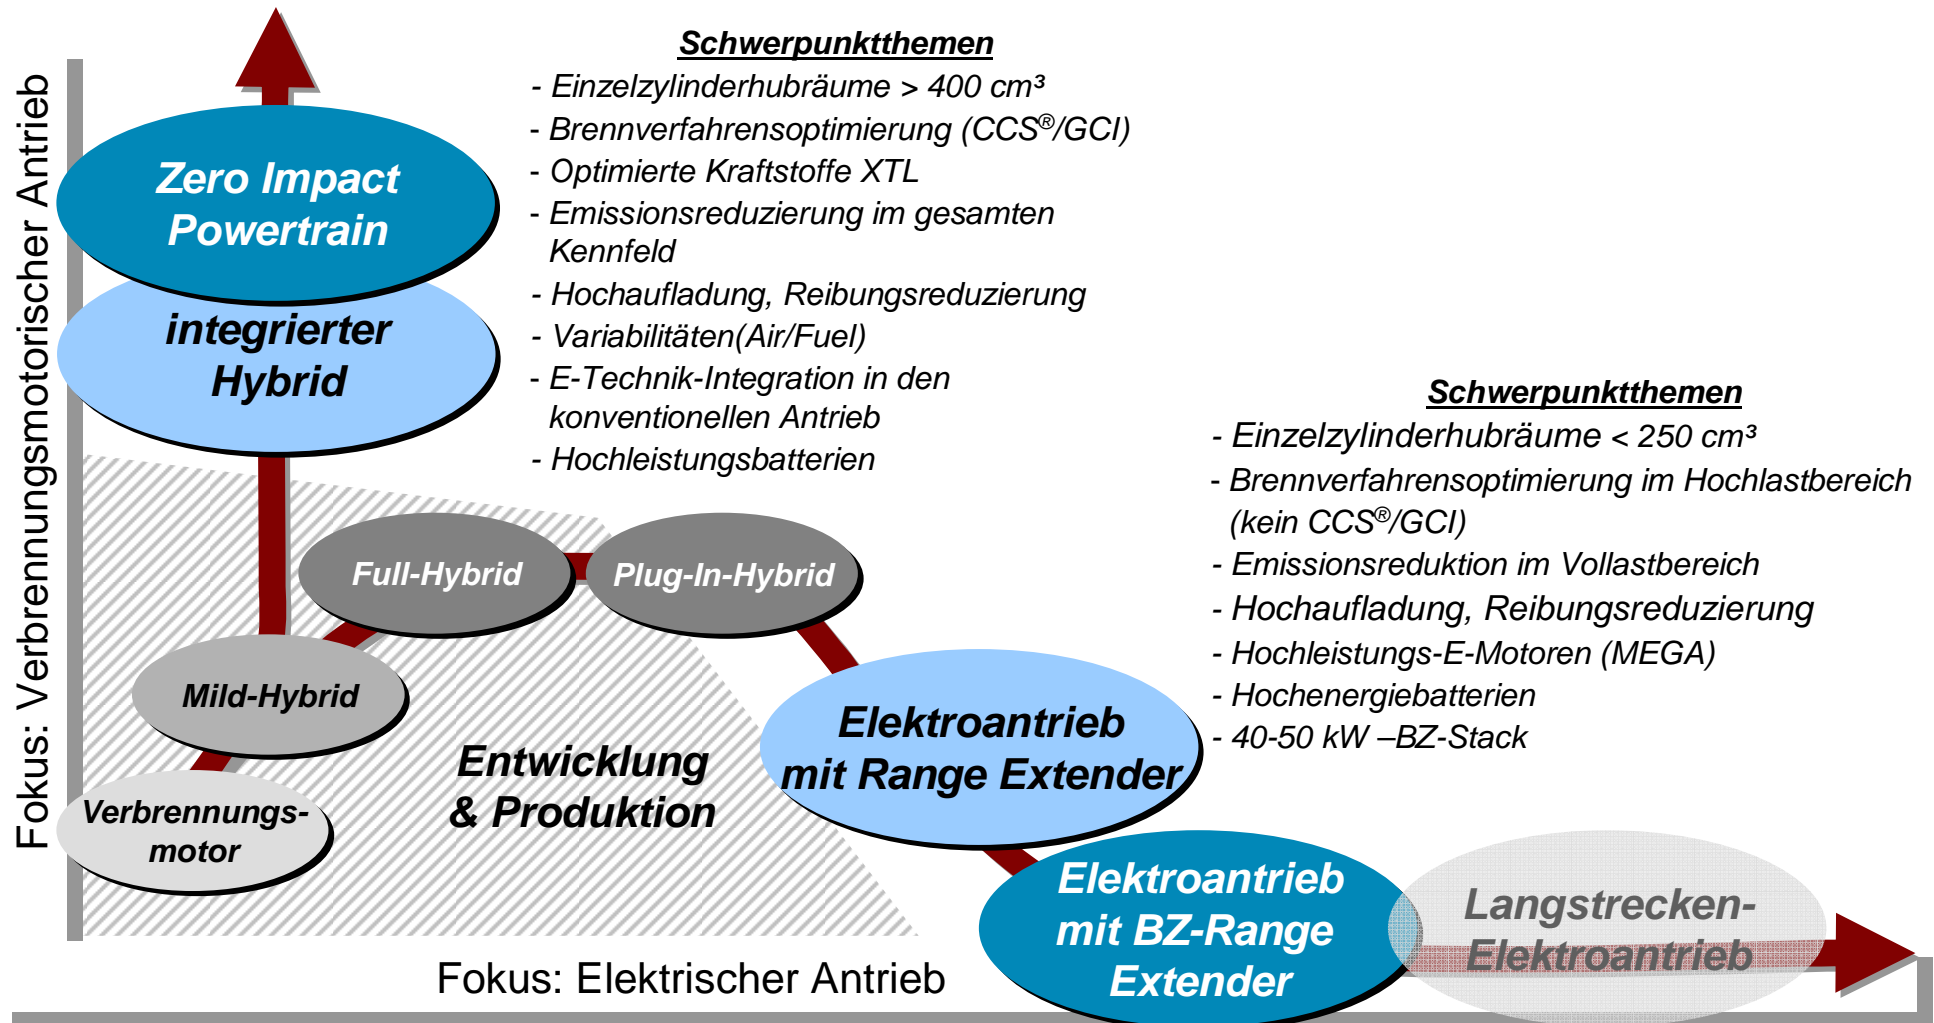 Fokus: Verbrennungsmotorischer Antrieb
Zero Impact
Powertrain
integrierter
Hybrid
Schwerpunktthemen
- Einzelzylinderhubräume > 400 cm³
- Brennverfahrensoptimierung (CCS®/GCI)
- Optimierte Kraftstoffe XTL
- Emissionsreduzierung im gesamten
Kennfeld
- Hochaufladung, Reibungsreduzierung
- Variabilitäten(Air/Fuel)
- E-Technik-Integration in den
konventionellen Antrieb
- Hochleistungsbatterien
Schwerpunktthemen
- Einzelzylinderhubräume < 250 cm³
- Brennverfahrensoptimierung im Hochlastbereich
(kein CCS®/GCI)
- Emissionsreduktion im Vollastbereich
- Hochaufladung, Reibungsreduzierung
- Hochleistungs-E-Motoren (MEGA)
- Hochenergiebatterien
- 40-50 kW –BZ-Stack
Full-Hybrid
Plug-In-Hybrid
Mild-Hybrid
Verbrennungs-
motor
Entwicklung
& Produktion
Elektroantrieb
mit Range Extender
Elektroantrieb
mit BZ-Range
Extender
Langstrecken-
Elektroantrieb
Fokus: Elektrischer Antrieb